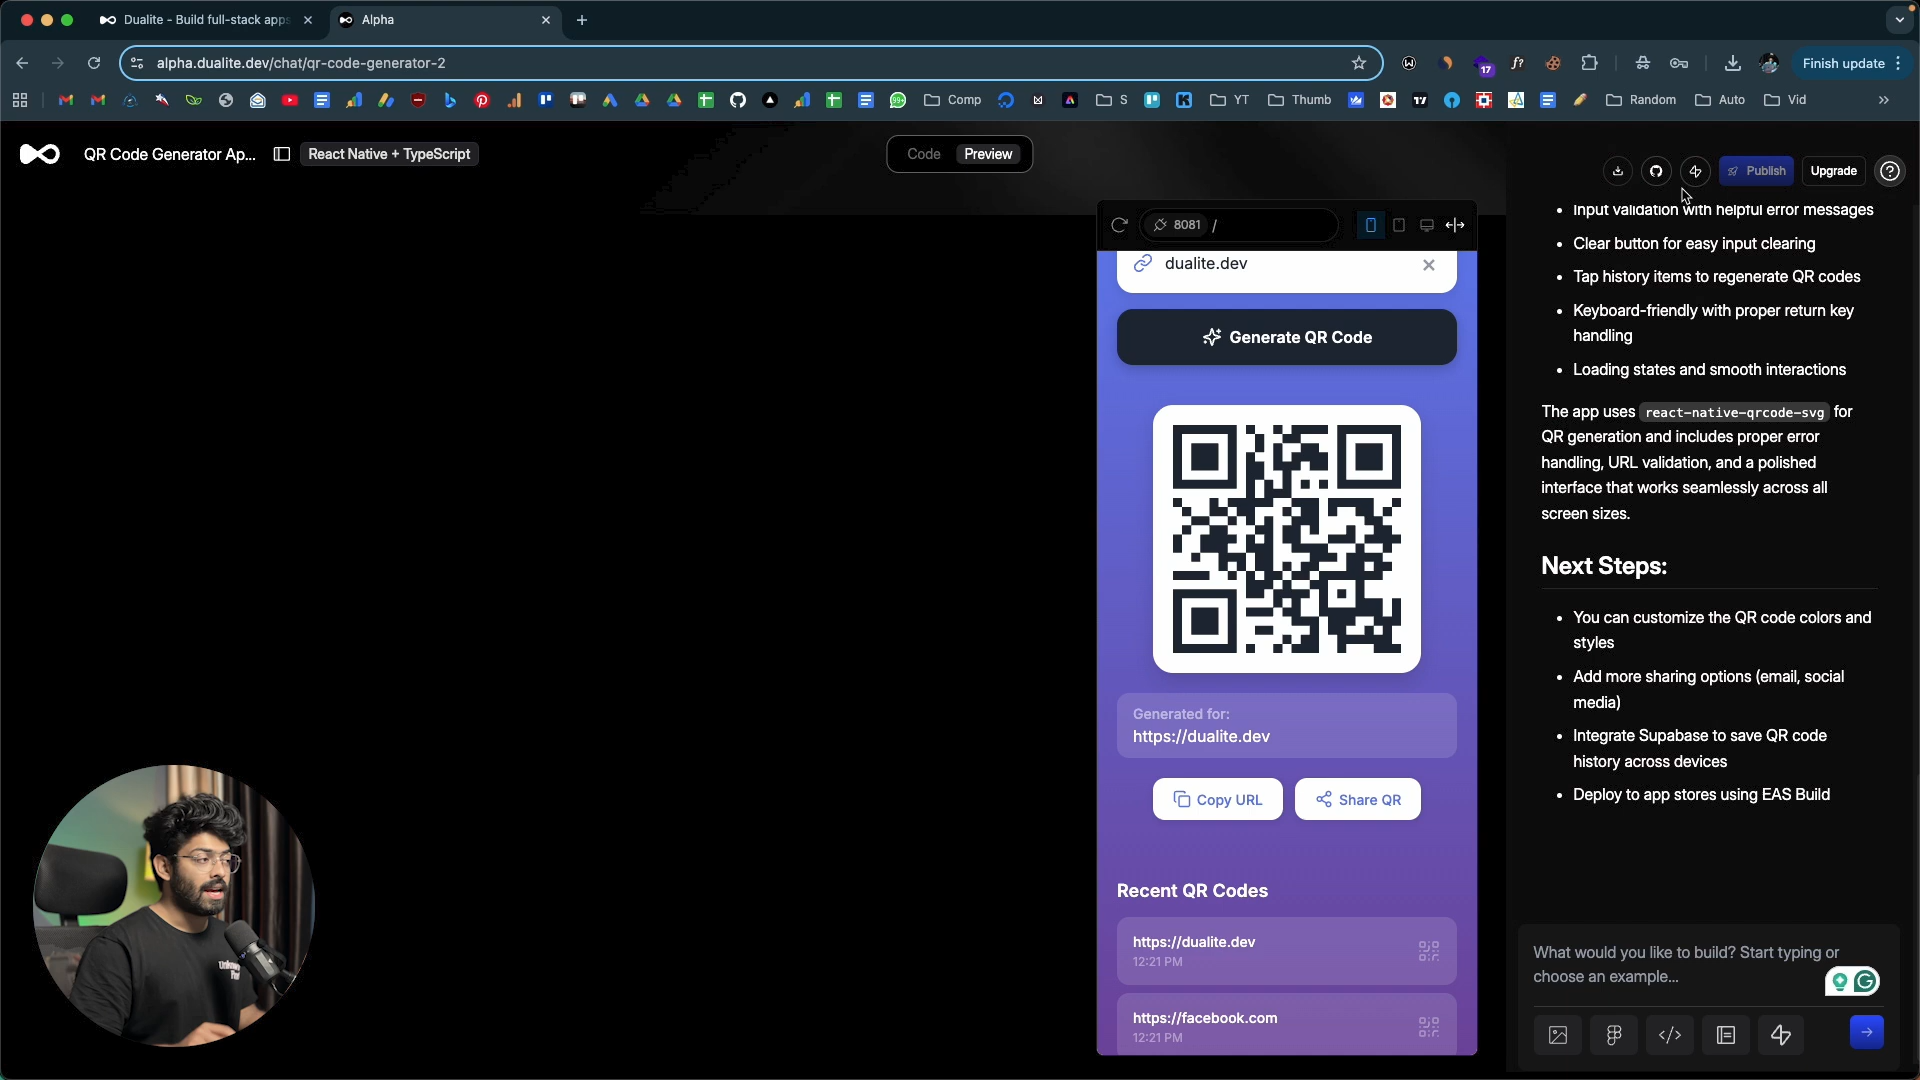 Dualite - Build full-stack apps
Alpha
alpha.dualite.dev/chat/qr-code-generator-2
17
f?
Finish update
99+
Comp
S
YT
Thumb
17
Random
Auto
Vid
QR Code Generator Ap...
React Native + TypeScript
Code
Preview
Publish
Upgrade
8081
/
dualite.dev
Generate QR Code
Generated for:
https://dualite.dev
Copy URL
Share QR
Recent QR Codes
https://dualite.dev
12:21 PM
https://facebook.com
12:21 PM
• Input validation with helpful error messages
• Clear button for easy input clearing
• Tap history items to regenerate QR codes
• Keyboard-friendly with proper return key
handling
• Loading states and smooth interactions
The app uses react-native-qrcode-svg for
QR generation and includes proper error
handling, URL validation, and a polished
interface that works seamlessly across all
screen sizes.
Next Steps:
• You can customize the QR code colors and
styles
• Add more sharing options (email, social
media)
• Integrate Supabase to save QR code
history across devices
• Deploy to app stores using EAS Build
What would you like to build? Start typing or
choose an example...